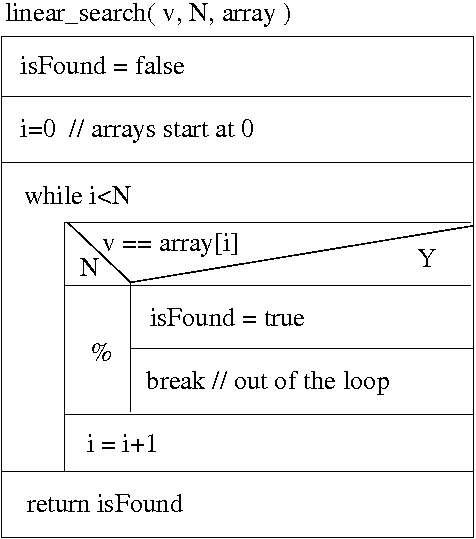 linear_search( v, N, array )
isFound = false
i=0 // arrays start at 0
while i<N
v == array[i]
N
Y
%
isFound = true
break // out of the loop
i = i+1
return isFound